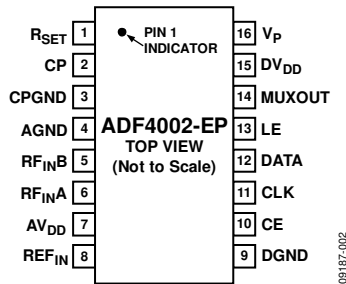 RSET 1
CP 2
CPGND 3
AGND 4
RFINB 5
RFINA 6
AVDD 7
REFIN 8
PIN 1
INDICATOR
ADF4002-EP
TOP VIEW
(Not to Scale)
16 VP
15 DVDD
14 MUXOUT
13 LE
12 DATA
11 CLK
10 CE
9 DGND
09187-002